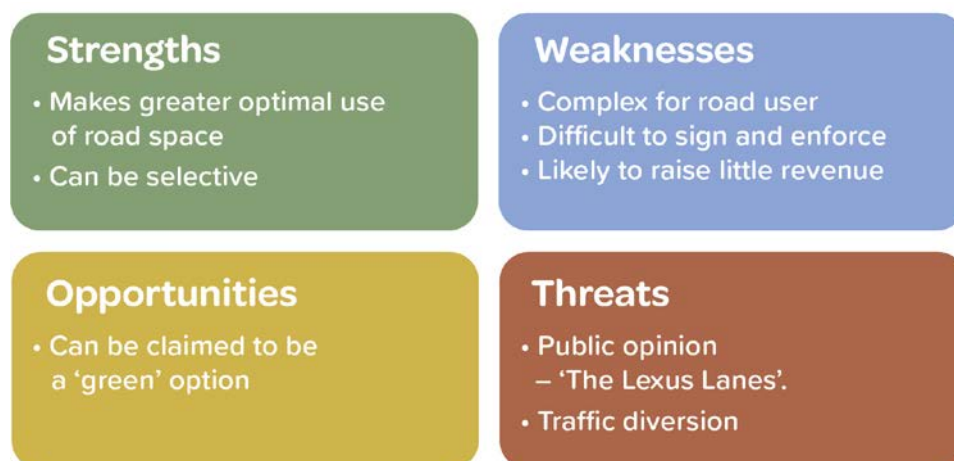 Strengths
• Makes greater optimal use
of road space
• Can be selective
Weaknesses
• Complex for road user
• Difficult to sign and enforce
• Likely to raise little revenue
Opportunities
• Can be claimed to be
a ‘green’ option
Threats
• Public opinion
– ‘The Lexus Lanes’.
• Traffic diversion